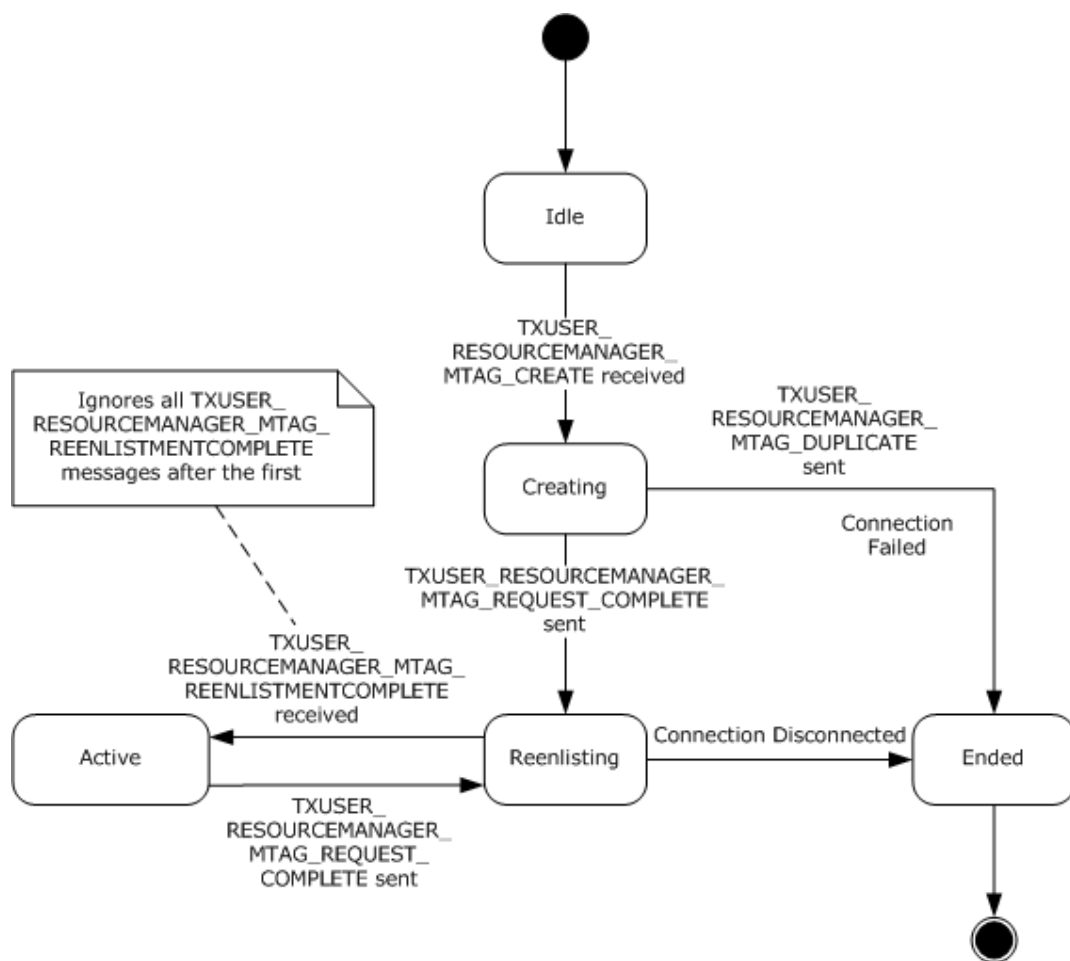 Idle
TXUSER_
RESOURCEMANAGER_
MTAG_CREATE received
Ignores all TXUSER_
RESOURCEMANAGER_MTAG_
REENLISTMENTCOMPLETE
messages after the first
TXUSER_
RESOURCEMANAGER_
MTAG_DUPLICATE
sent
Creating
Connection
Failed
TXUSER_RESOURCEMANAGER_
MTAG_REQUEST_COMPLETE
sent
TXUSER_
RESOURCEMANAGER_MTAG_
REENLISTMENTCOMPLETE
received
Active
Reenlisting
Connection Disconnected
Ended
TXUSER_
RESOURCEMANAGER_
MTAG_REQUEST_
COMPLETE sent